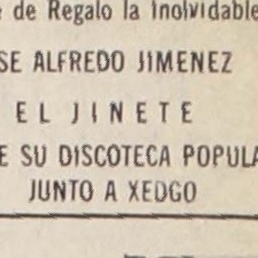 de Regalo la Inolvidable
SE ALFREDO JIMENEZ
EL JINETE
E SU DISCOTECA POPULA
JUNTO A XEDGO